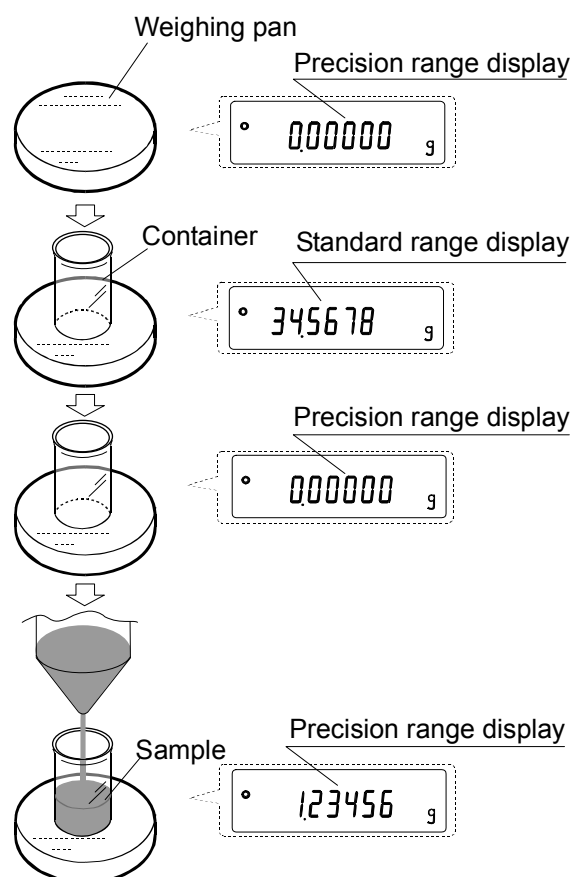 Weighing pan
Precision range display
0.00000 g
Container
Standard range display
34.5678 g
Precision range display
0.00000 g
Precision range display
Sample
1.23456 g